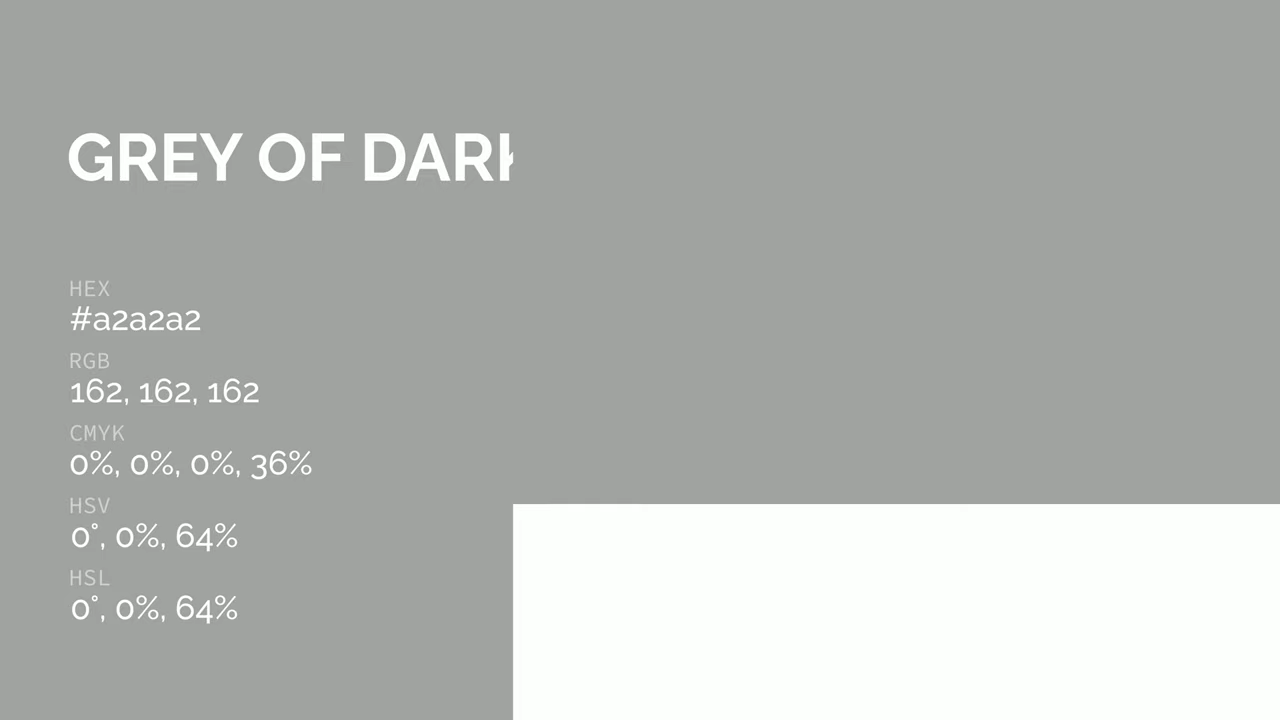 GREY OF DARK
HEX
#a2a2a2
RGB
162, 162, 162
CMYK
0%, 0%, 0%, 36%
HSV
0°, 0%, 64%
HSL
0°, 0%, 64%